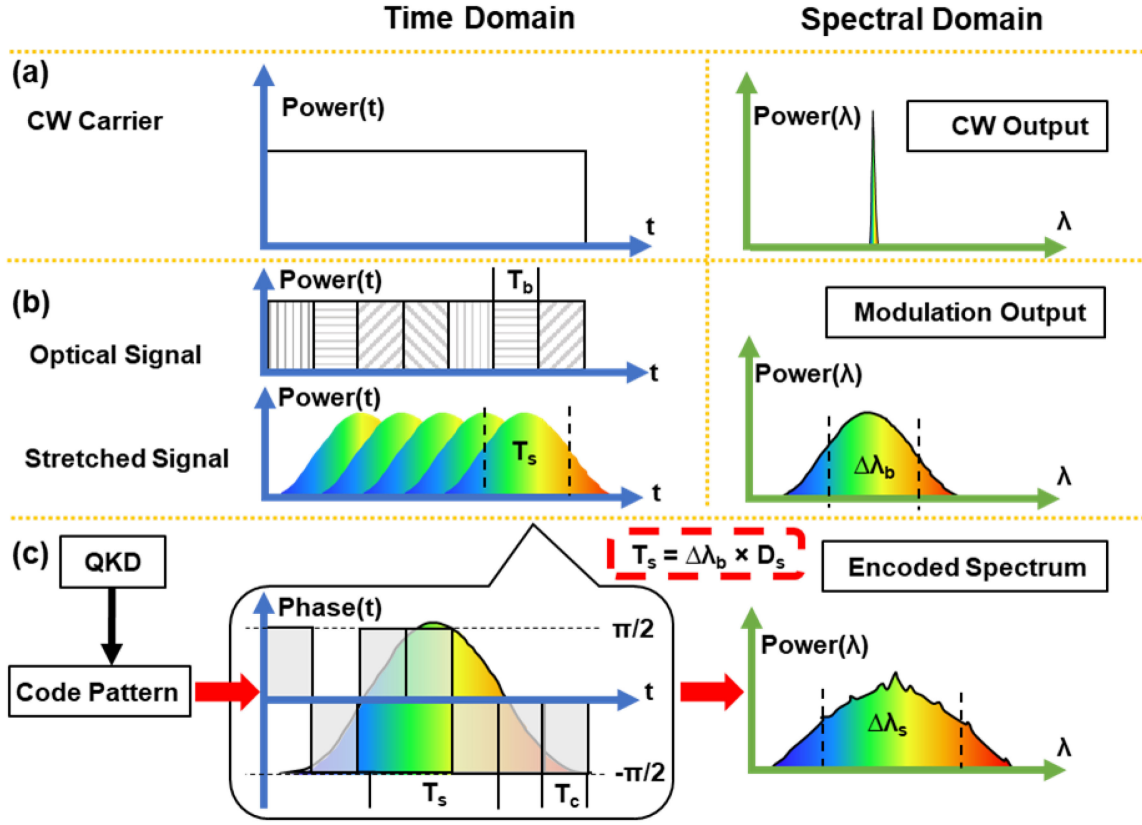 Time Domain
Spectral Domain
(a)
CW Carrier
Power(t)
t
Power(λ)
CW Output
λ
(b)
Optical Signal
Power(t)
T_b
t
Modulation Output
Stretched Signal
Power(t)
T_s
t
Power(λ)
Δλ_b
λ
(c)
QKD
Code Pattern
T_s = Δλ_b × D_s
Phase(t)
π/2
t
-π/2
T_s
T_c
Encoded Spectrum
Power(λ)
Δλ_s
λ